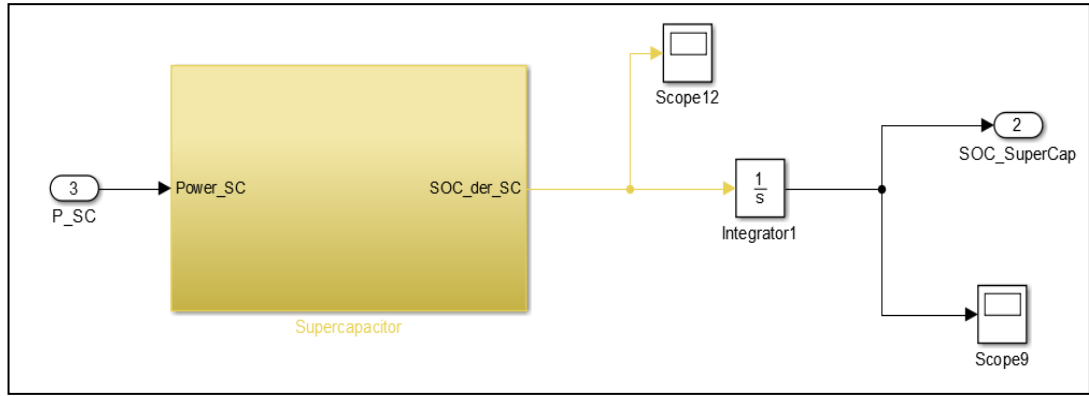 Scope12
2
SOC_SuperCap
3
P_SC
Power_SC
SOC_der_SC
1
s
Integrator1
Supercapacitor
Scope9